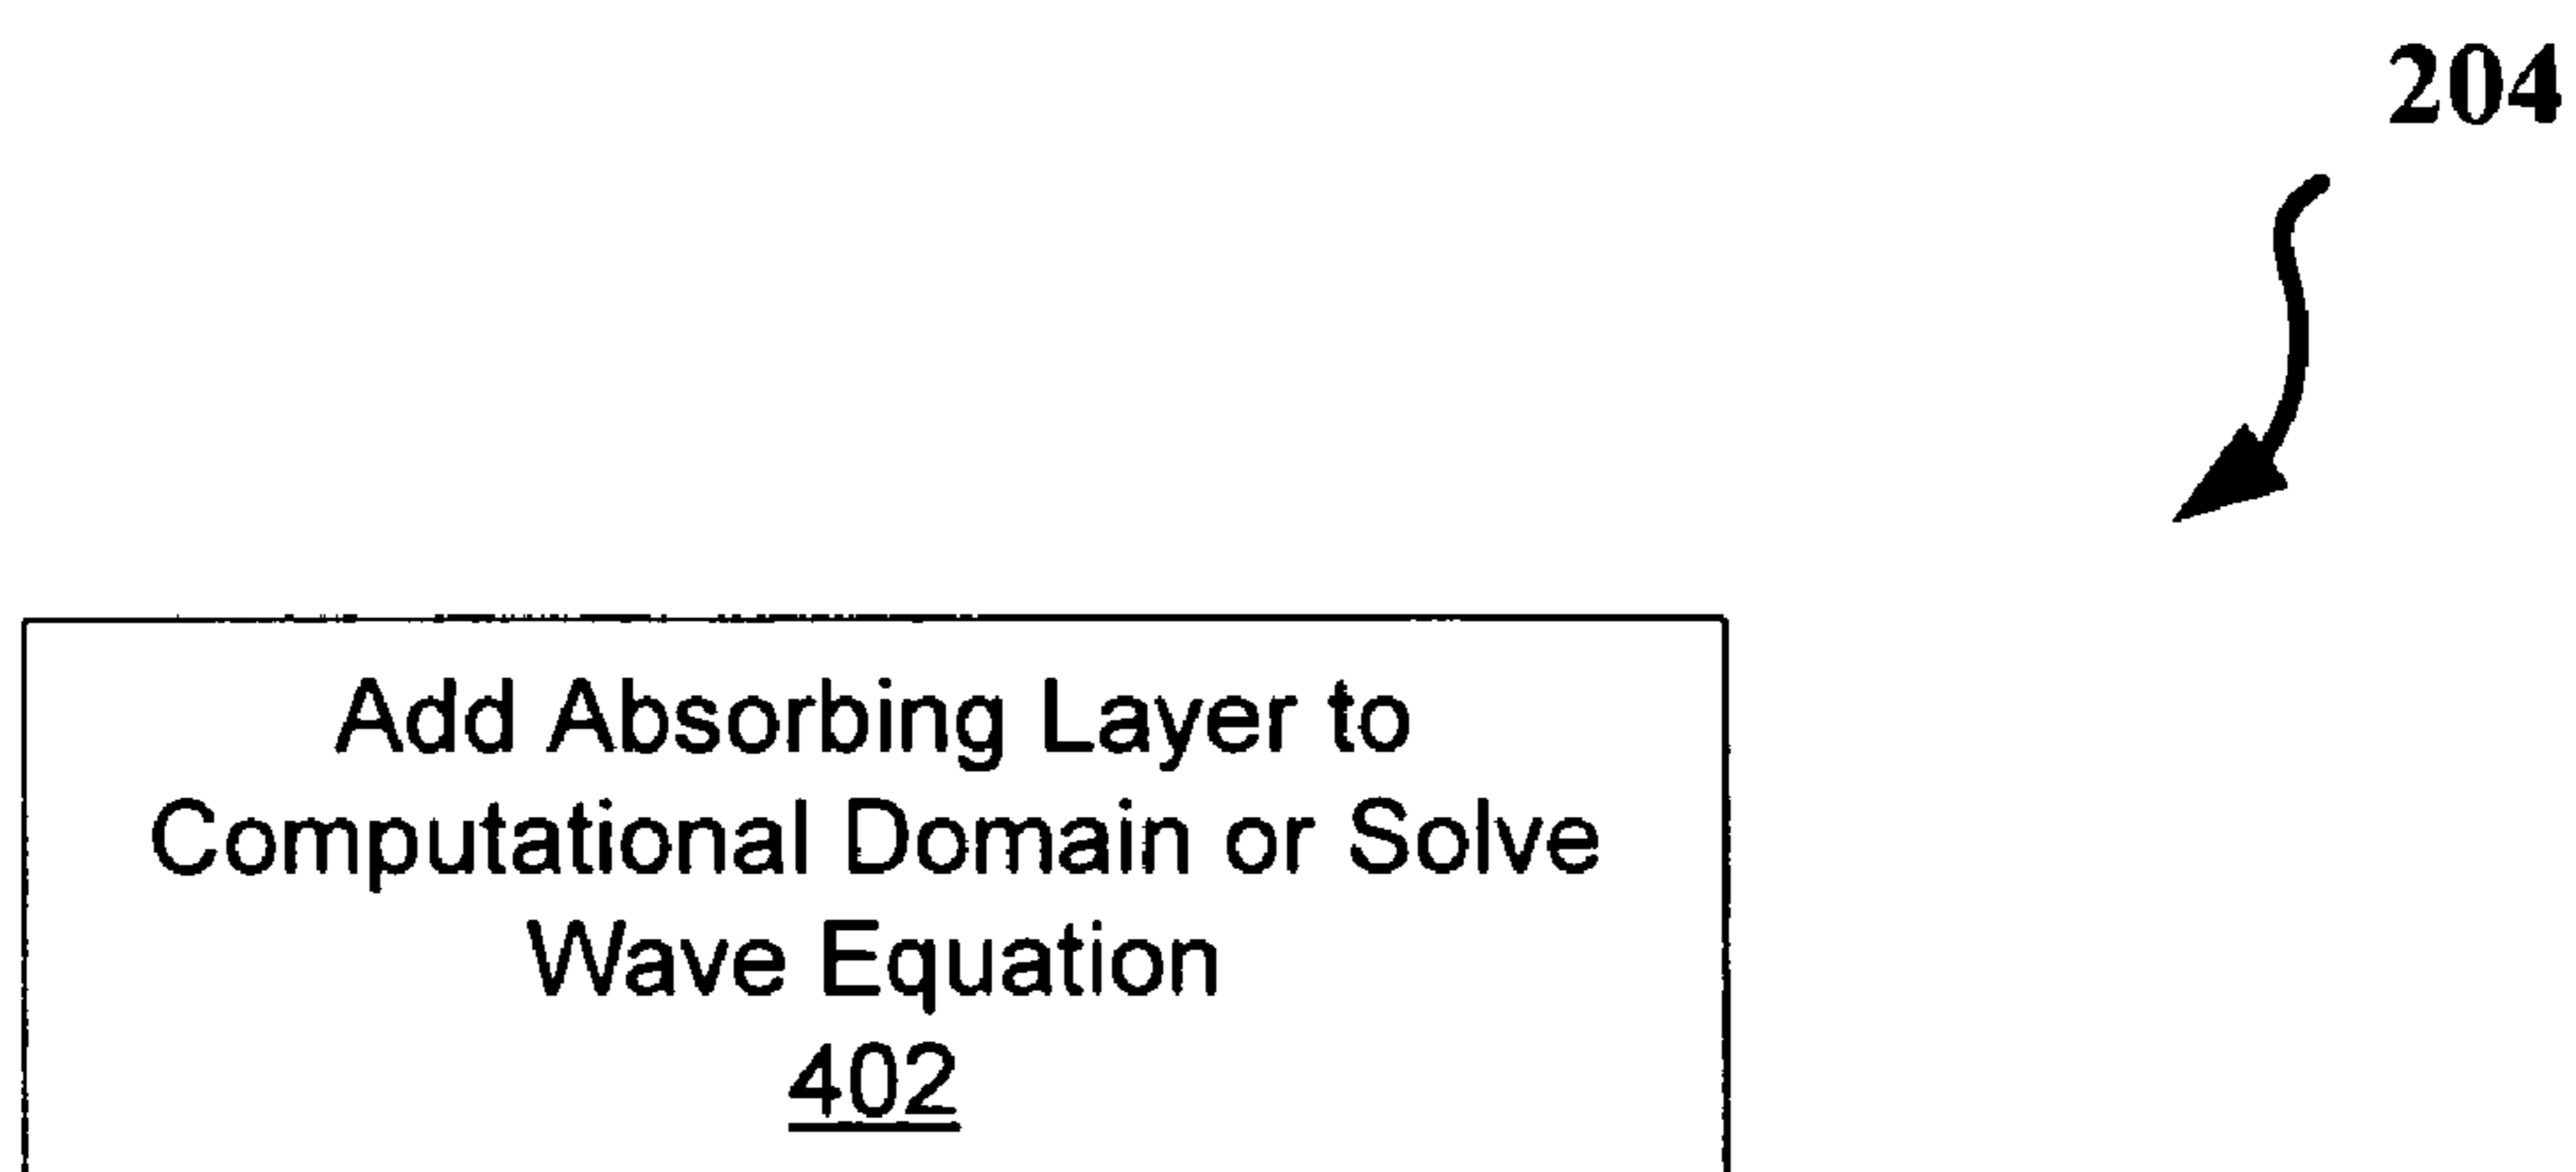 204
Add Absorbing Layer to
Computational Domain or Solve
Wave Equation
402